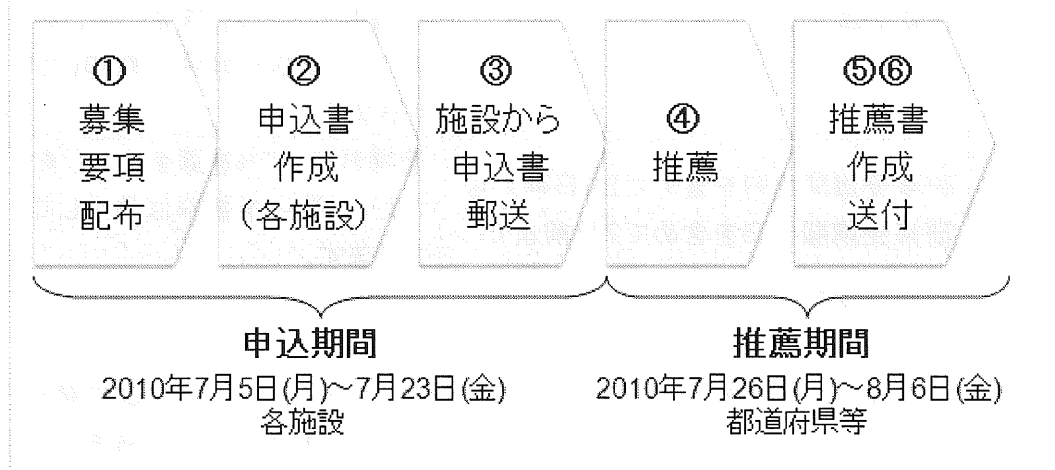 ①
募集
要項
配布
②
申込書
作成
（各施設）
③
施設から
申込書
郵送
④
推薦
⑤⑥
推薦書
作成
送付
申込期間
2010年7月5日(月)～7月23日(金)
各施設
推薦期間
2010年7月26日(月)～8月6日(金)
都道府県等